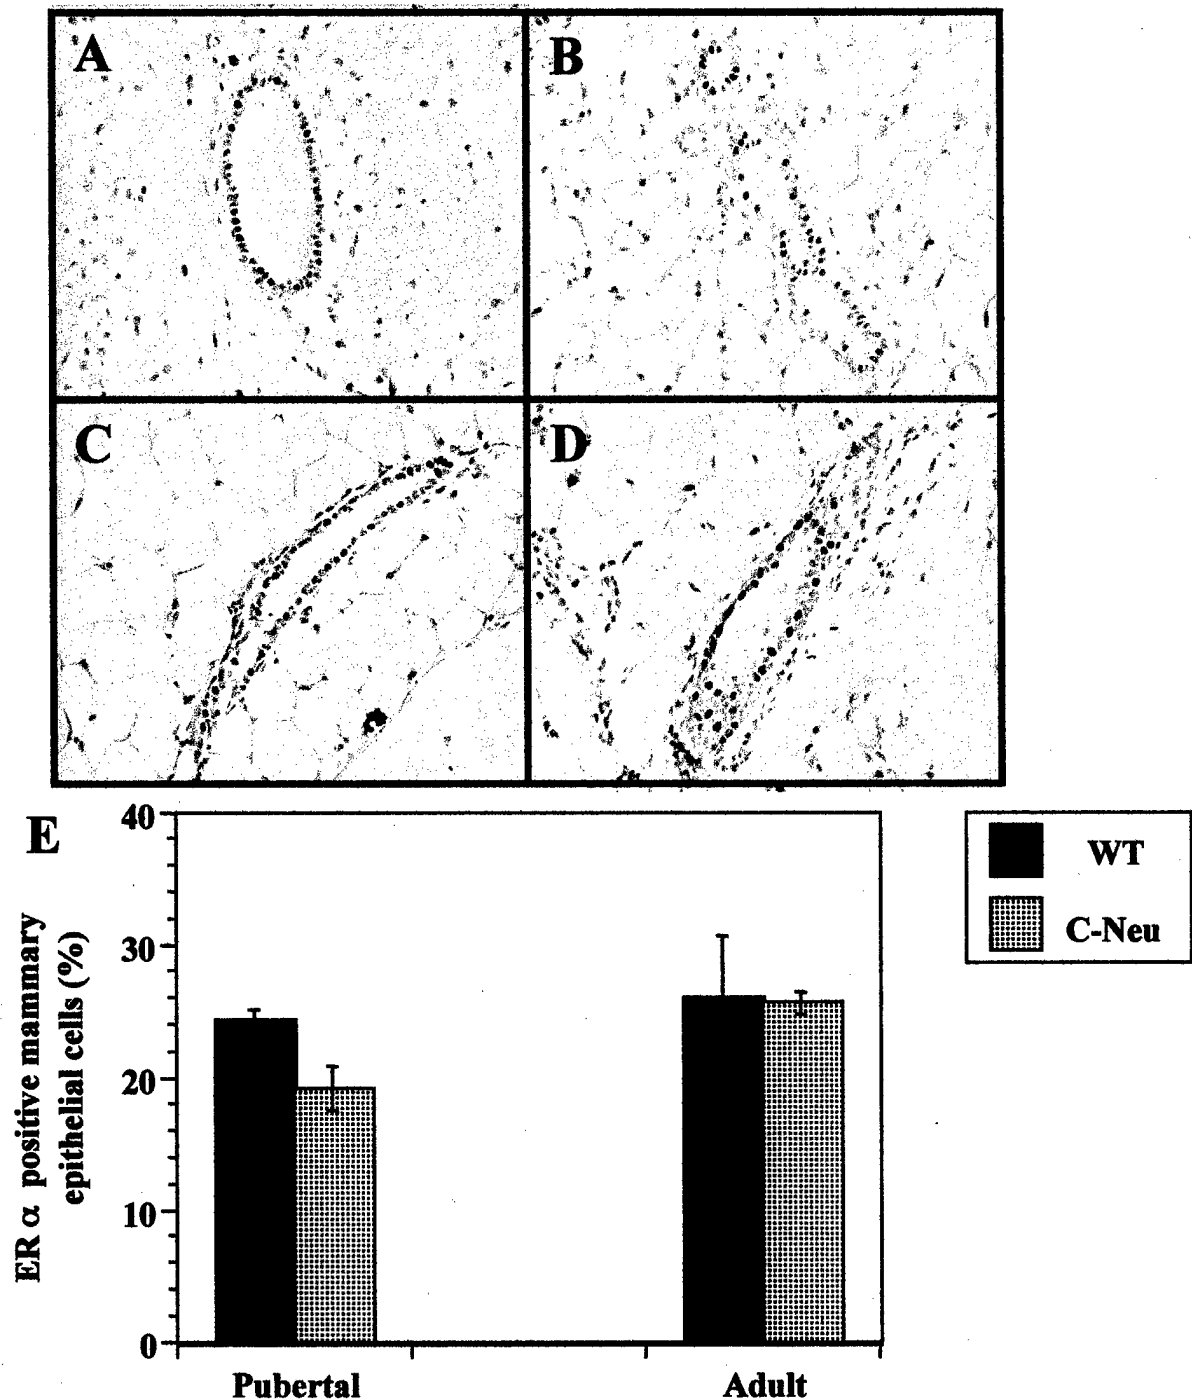 A
B
C
D
E
40
30
20
10
0
ER α positive mammary
epithelial cells (%)
Pubertal
Adult
WT
C-Neu